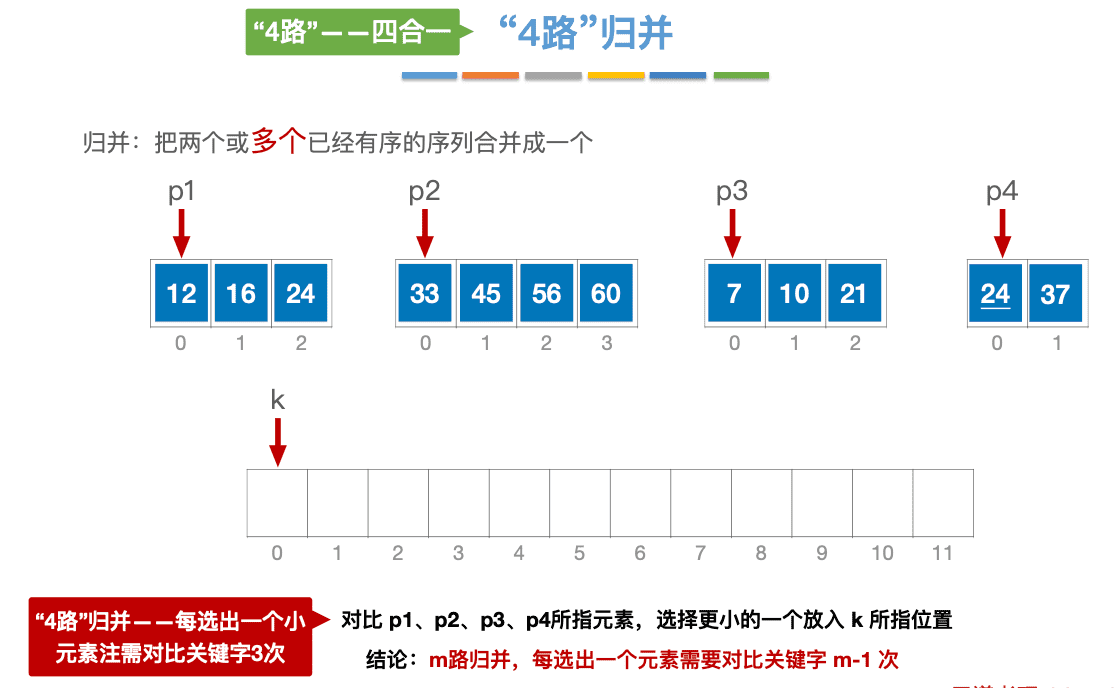 “4路”——四合一
“4路”归并
归并：把两个或多个已经有序的序列合并成一个
p1 p2 p3 p4
12 16 24 33 45 56 60 7 10 21 24 37
0 1 2 0 1 2 3 0 1 2 0 1
k
0 1 2 3 4 5 6 7 8 9 10 11
“4路”归并——每选出一个小
元素注需对比关键字3次
对比 p1、p2、p3、p4所指元素，选择更小的一个放入 k 所指位置
结论：m路归并，每选出一个元素需要对比关键字 m-1 次